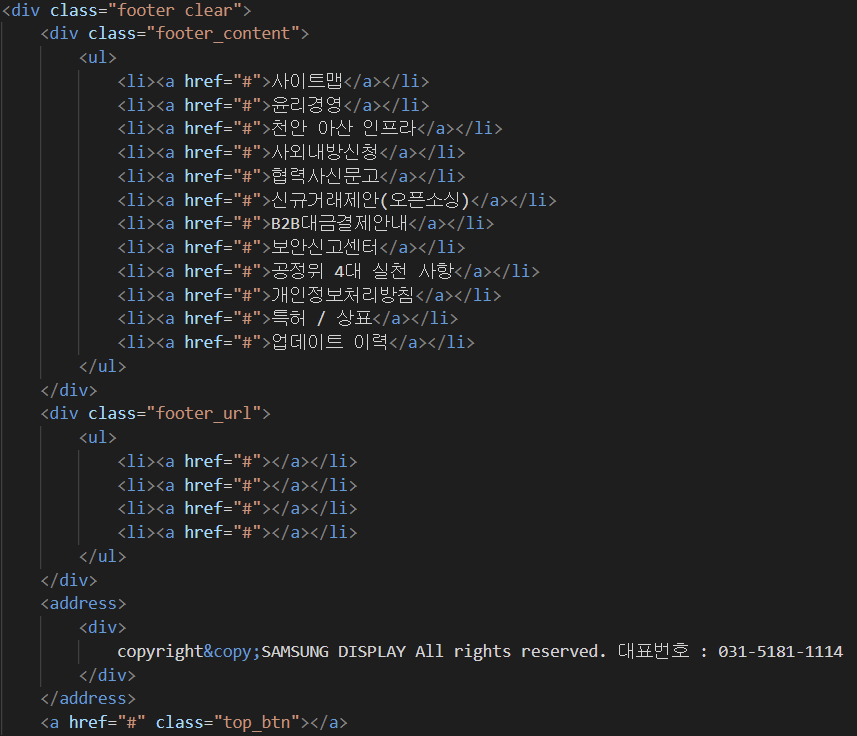 <div class="footer clear">
<div class="footer_content">
<ul>
<li><a href="#">사이트맵</a></li>
<li><a href="#">윤리경영</a></li>
<li><a href="#">천안 아산 인프라</a></li>
<li><a href="#">사외내방신청</a></li>
<li><a href="#">협력사신문고</a></li>
<li><a href="#">신규거래제안(오픈소싱)</a></li>
<li><a href="#">B2B대금결제안내</a></li>
<li><a href="#">보안신고센터</a></li>
<li><a href="#">공정위 4대 실천 사항</a></li>
<li><a href="#">개인정보처리방침</a></li>
<li><a href="#">특허 / 상표</a></li>
<li><a href="#">업데이트 이력</a></li>
</ul>
</div>
<div class="footer_url">
<ul>
<li><a href="#"></a></li>
<li><a href="#"></a></li>
<li><a href="#"></a></li>
<li><a href="#"></a></li>
</ul>
</div>
<address>
<div>
copyright&copy;SAMSUNG DISPLAY All rights reserved. 대표번호 : 031-5181-1114
</div>
</address>
<a href="#" class="top_btn"></a>